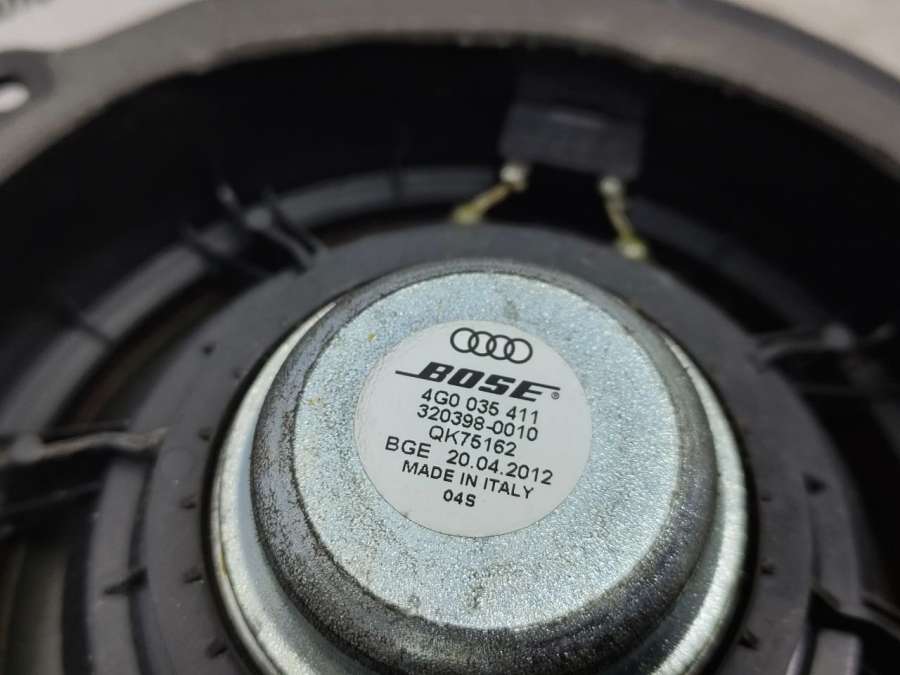 BOSE®
4G0 035 411
320398-0010
QK75162
BGE 20.04.2012
MADE IN ITALY
04S